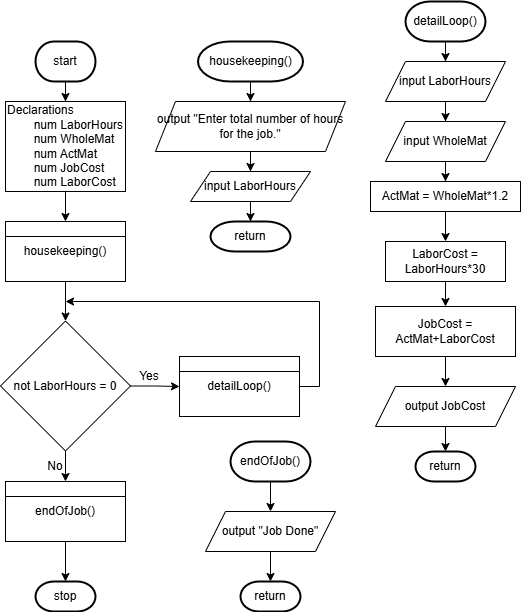 start
Declarations
num LaborHours
num WholeMat
num ActMat
num JobCost
num LaborCost
housekeeping()
not LaborHours = 0
Yes
detailLoop()
No
endOfJob()
stop
housekeeping()
output "Enter total number of hours
for the job."
input LaborHours
return
endOfJob()
output "Job Done"
return
detailLoop()
input LaborHours
input WholeMat
ActMat = WholeMat*1.2
LaborCost =
LaborHours*30
JobCost =
ActMat+LaborCost
output JobCost
return